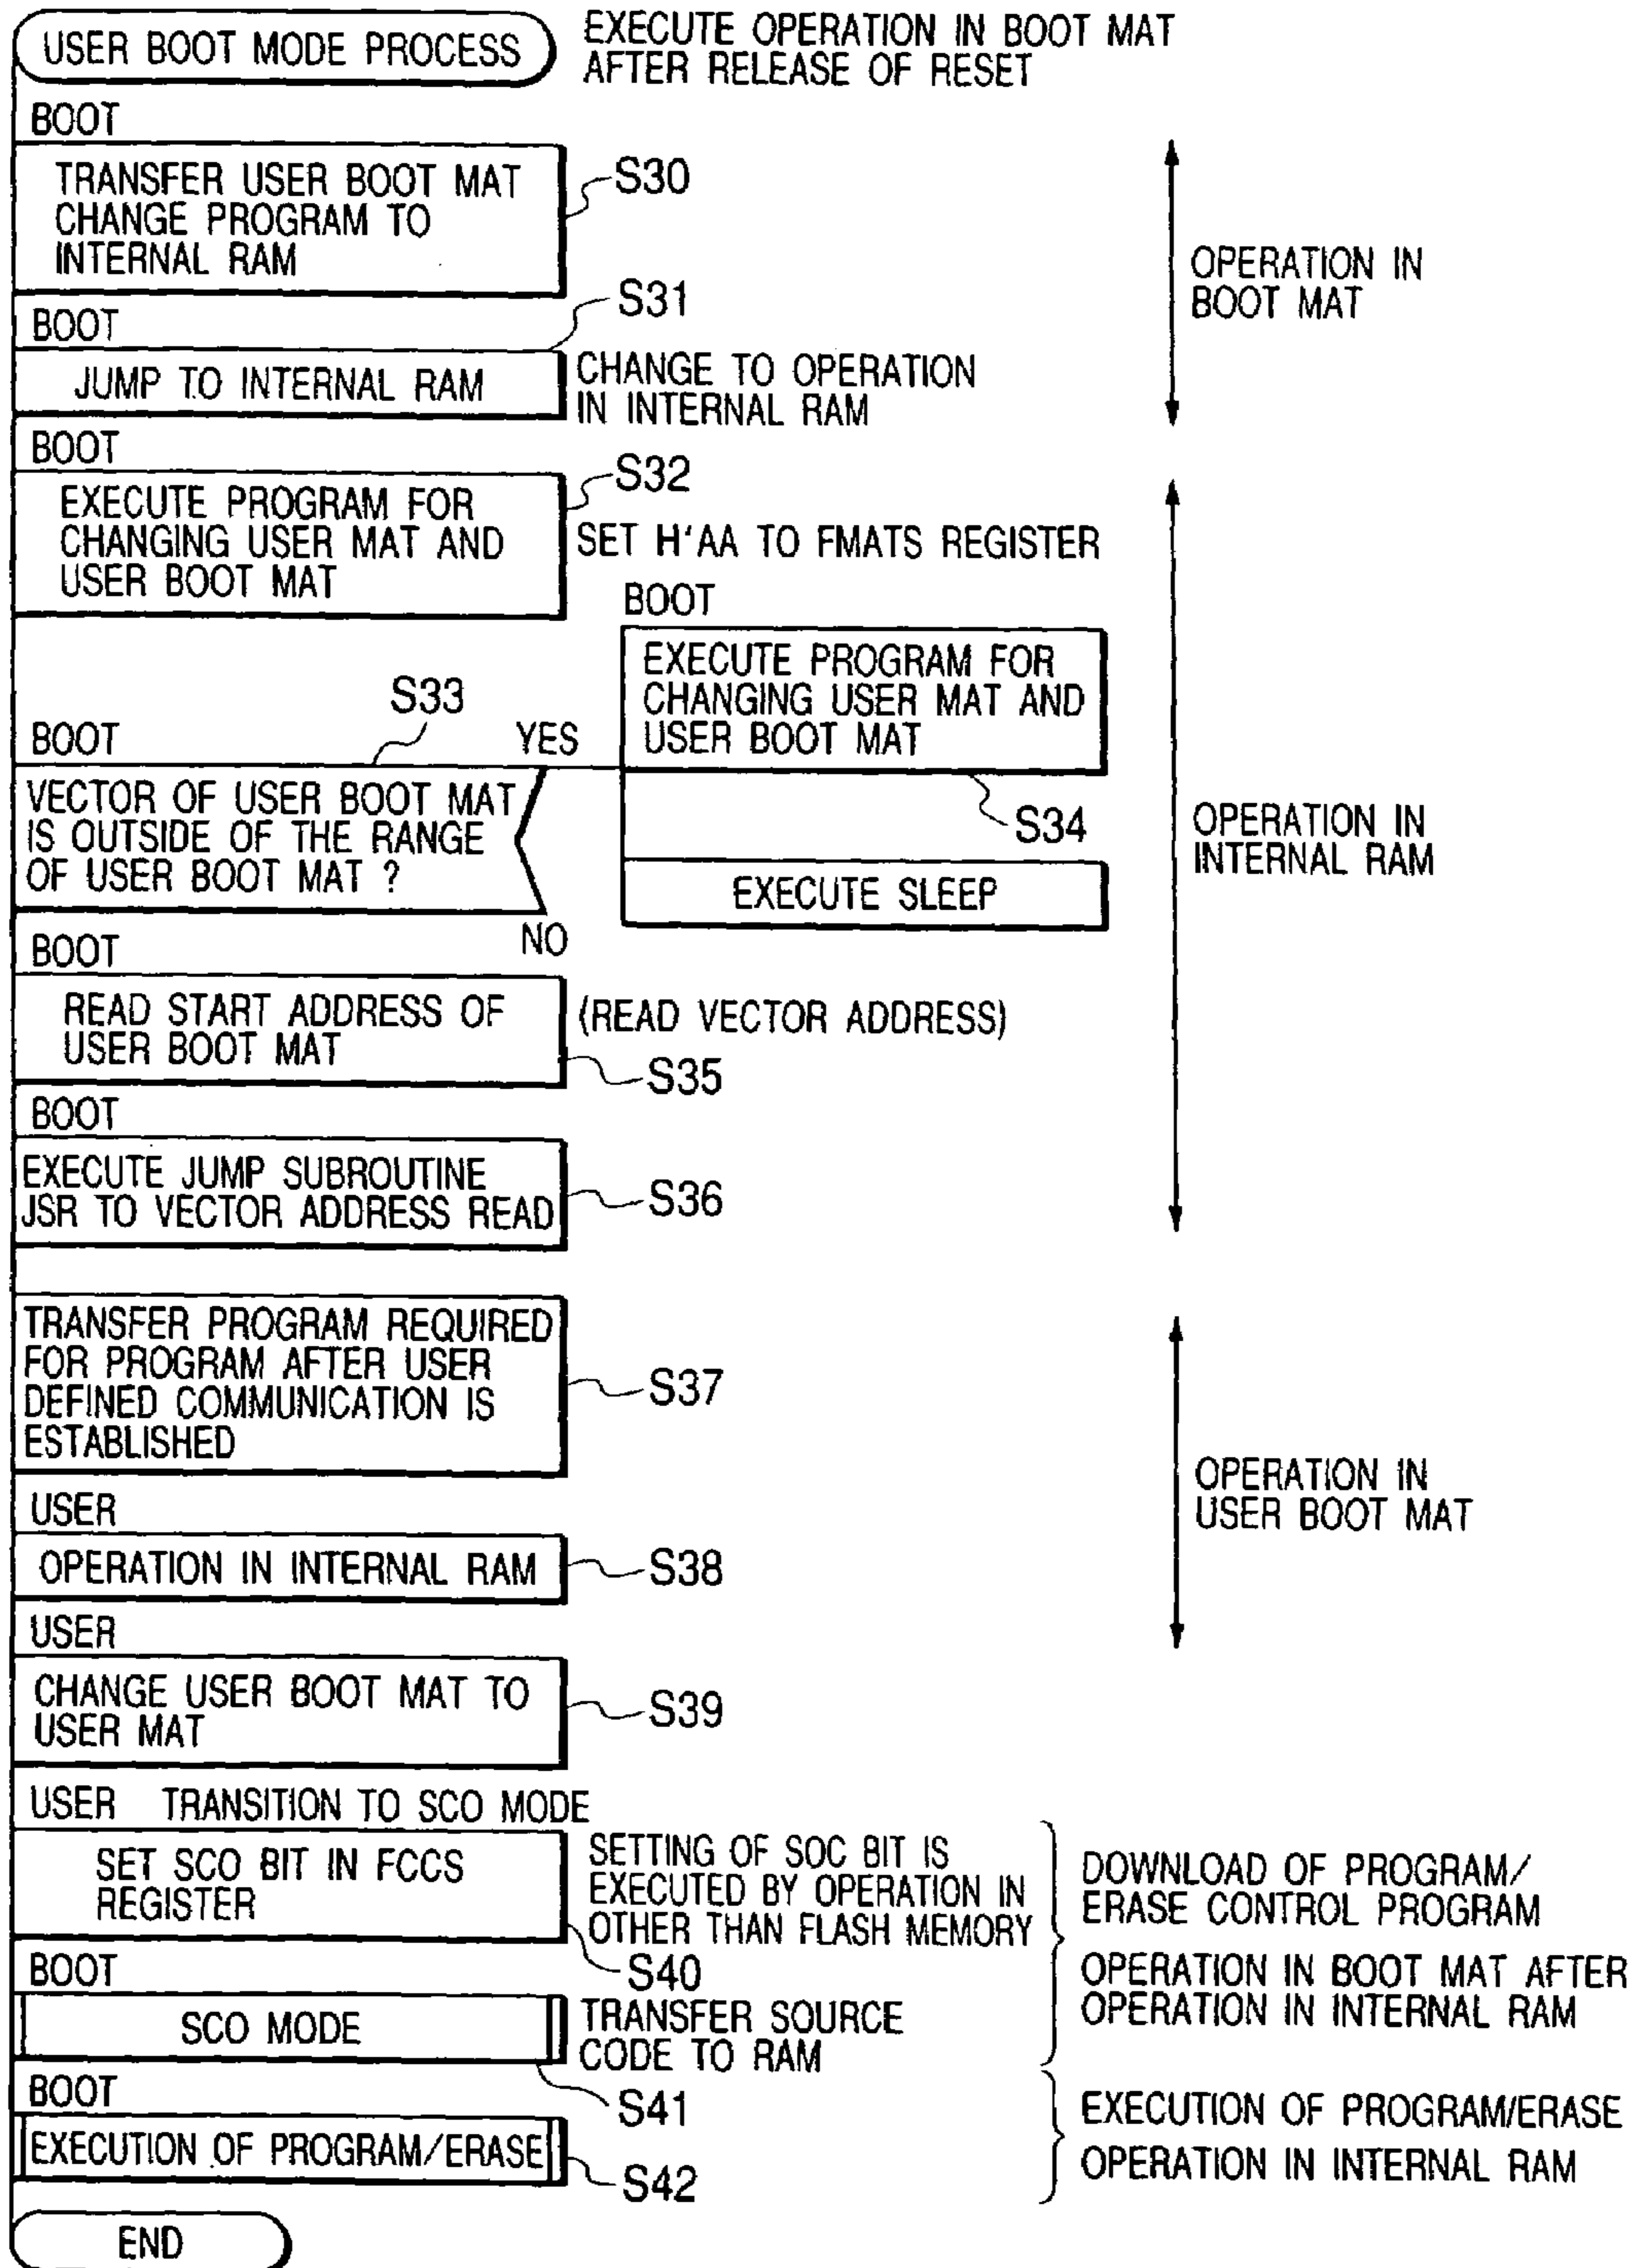 USER BOOT MODE PROCESS
EXECUTE OPERATION IN BOOT MAT
AFTER RELEASE OF RESET
BOOT
TRANSFER USER BOOT MAT
CHANGE PROGRAM TO
INTERNAL RAM
S30
OPERATION IN
BOOT MAT
BOOT
S31
JUMP TO INTERNAL RAM
CHANGE TO OPERATION
IN INTERNAL RAM
BOOT
EXECUTE PROGRAM FOR
CHANGING USER MAT AND
USER BOOT MAT
S32
SET H'AA TO FMATS REGISTER
BOOT
EXECUTE PROGRAM FOR
CHANGING USER MAT AND
USER BOOT MAT
S34
EXECUTE SLEEP
OPERATION IN
INTERNAL RAM
S33
BOOT
YES
VECTOR OF USER BOOT MAT
IS OUTSIDE OF THE RANGE
OF USER BOOT MAT ?
NO
BOOT
READ START ADDRESS OF
USER BOOT MAT
(READ VECTOR ADDRESS)
S35
BOOT
EXECUTE JUMP SUBROUTINE
JSR TO VECTOR ADDRESS READ
S36
TRANSFER PROGRAM REQUIRED
FOR PROGRAM AFTER USER
DEFINED COMMUNICATION IS
ESTABLISHED
S37
OPERATION IN
USER BOOT MAT
USER
OPERATION IN INTERNAL RAM
S38
USER
CHANGE USER BOOT MAT TO
USER MAT
S39
USER TRANSITION TO SCO MODE
SET SCO BIT IN FCCS
REGISTER
SETTING OF SOC BIT IS
EXECUTED BY OPERATION IN
OTHER THAN FLASH MEMORY
S40
DOWNLOAD OF PROGRAM/
ERASE CONTROL PROGRAM
OPERATION IN BOOT MAT AFTER
OPERATION IN INTERNAL RAM
BOOT
SCO MODE
TRANSFER SOURCE
CODE TO RAM
S41
BOOT
EXECUTION OF PROGRAM/ERASE
S42
EXECUTION OF PROGRAM/ERASE
OPERATION IN INTERNAL RAM
END